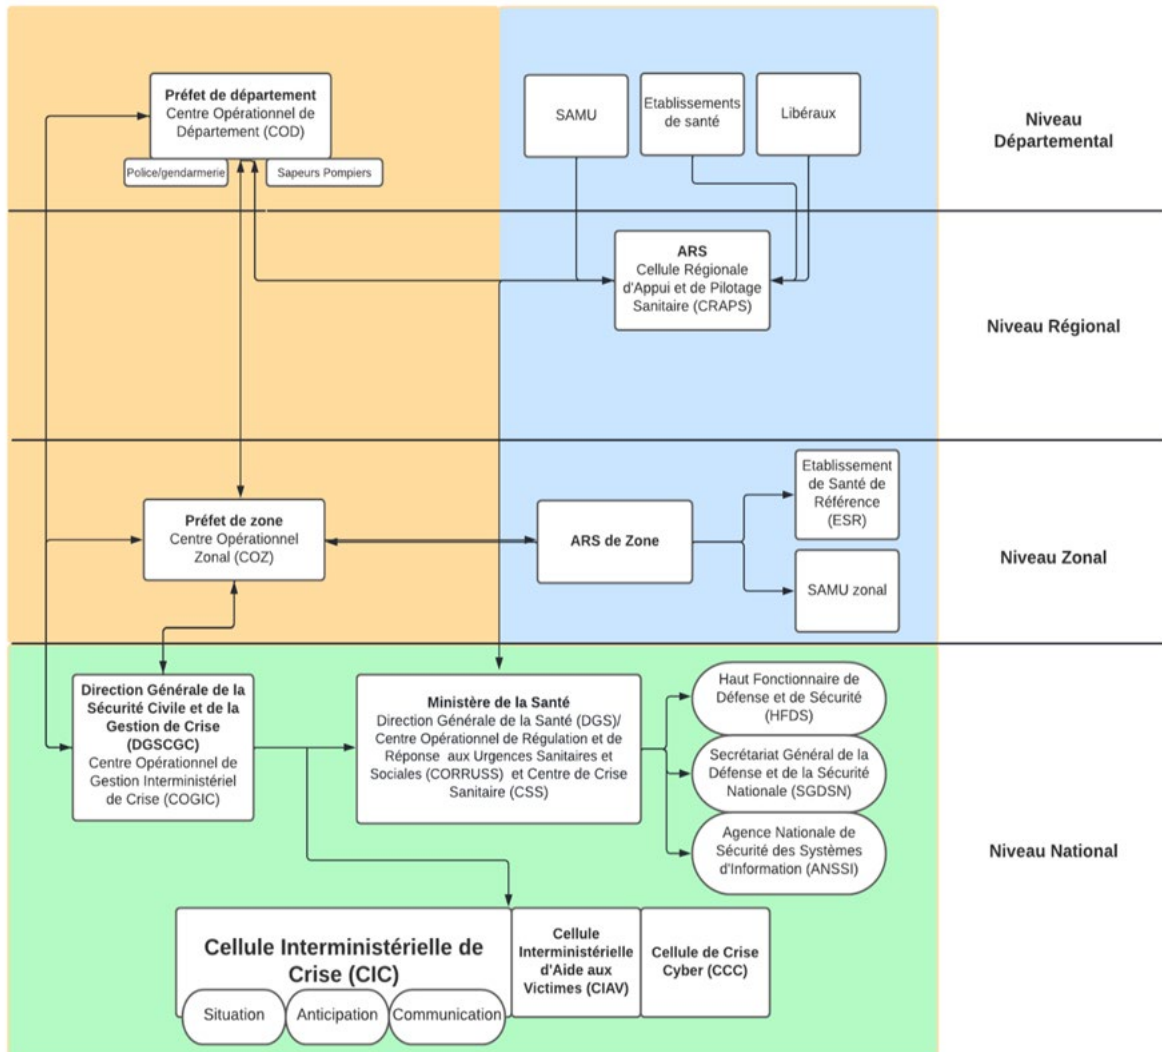 Préfet de département
Centre Opérationnel de
Département (COD)
Police/gendarmerie
Sapeurs Pompiers
SAMU
Etablissements
de santé
Libéraux
Niveau
Départemental
ARS
Cellule Régionale
d'Appui et de Pilotage
Sanitaire (CRAPS)
Niveau Régional
Préfet de zone
Centre Opérationnel
Zonal (COZ)
ARS de Zone
Etablissement
de Santé de
Référence
(ESR)
SAMU zonal
Niveau Zonal
Direction Générale de la
Sécurité Civile et de la
Gestion de Crise
(DGSCGC)
Centre Opérationnel de
Gestion Interministériel
de Crise (COGIC)
Ministère de la Santé
Direction Générale de la Santé (DGS)/
Centre Opérationnel de Régulation et de
Réponse aux Urgences Sanitaires et
Sociales (CORRUSS) et Centre de Crise
Sanitaire (CSS)
Haut Fonctionnaire de
Défense et de Sécurité
(HFDS)
Secrétariat Général de la
Défense et de la Sécurité
Nationale (SGDSN)
Agence Nationale de
Sécurité des Systèmes
d'Information (ANSSI)
Niveau National
Cellule Interministérielle de
Crise (CIC)
Situation
Anticipation
Communication
Cellule
Interministérielle
d'Aide aux
Victimes (CIAV)
Cellule de Crise
Cyber (CCC)